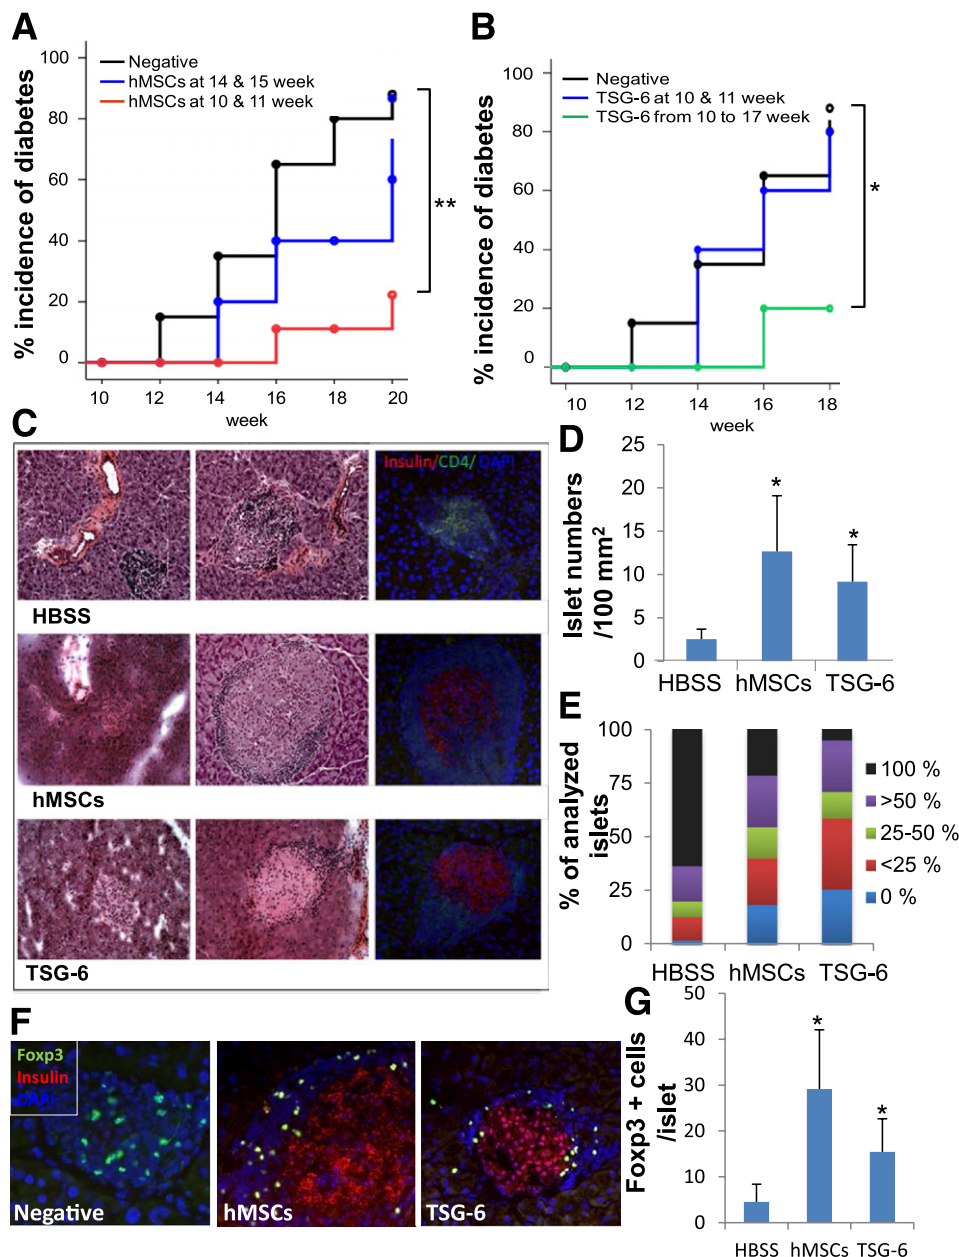 A
% incidence of diabetes
100
80
60
40
20
0
Negative
hMSCs at 14 & 15 week
hMSCs at 10 & 11 week
**
10 12 14 16 18 20
week
B
% incidence of diabetes
100
80
60
40
20
0
Negative
TSG-6 at 10 & 11 week
TSG-6 from 10 to 17 week
*
10 12 14 16 18
week
C
Insulin/CD4/DAPI
HBSS
hMSCs
TSG-6
D
Islet numbers
/100 mm2
25
20
15
10
5
0
* *
HBSS hMSCs TSG-6
E
% of analyzed
islets
100
75
50
25
0
100 %
>50 %
25-50 %
<25 %
0 %
HBSS hMSCs TSG-6
F
Foxp3
Insulin
DAPI
Negative
hMSCs
TSG-6
G
Foxp3 + cells
/islet
50
40
30
20
10
0
* *
HBSS hMSCs TSG-6